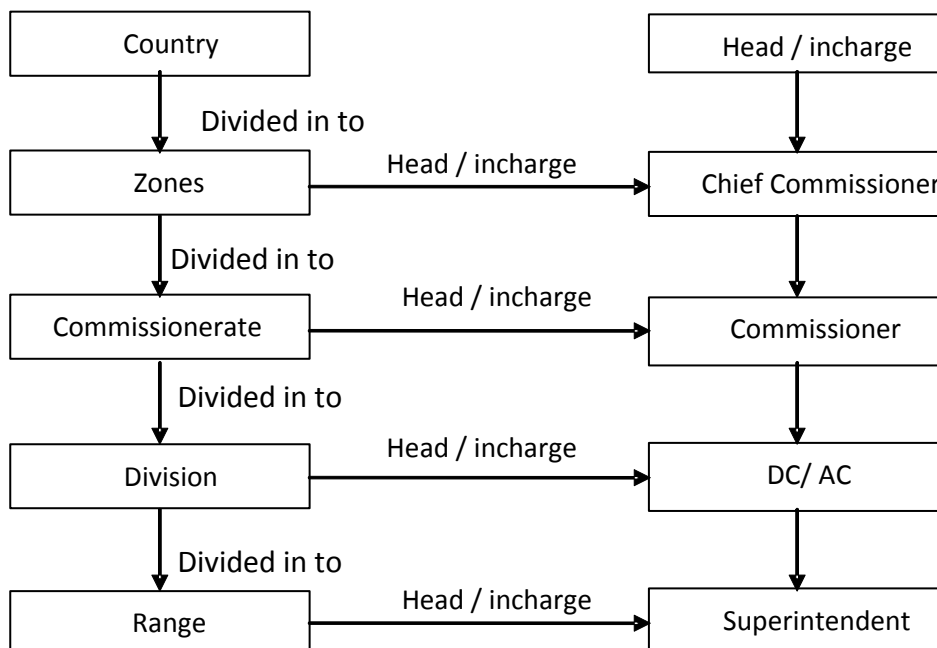 Country
Head / incharge
Divided in to
Zones
Head / incharge
Chief Commissioner
Divided in to
Commissionerate
Head / incharge
Commissioner
Divided in to
Division
Head / incharge
DC/ AC
Divided in to
Range
Head / incharge
Superintendent